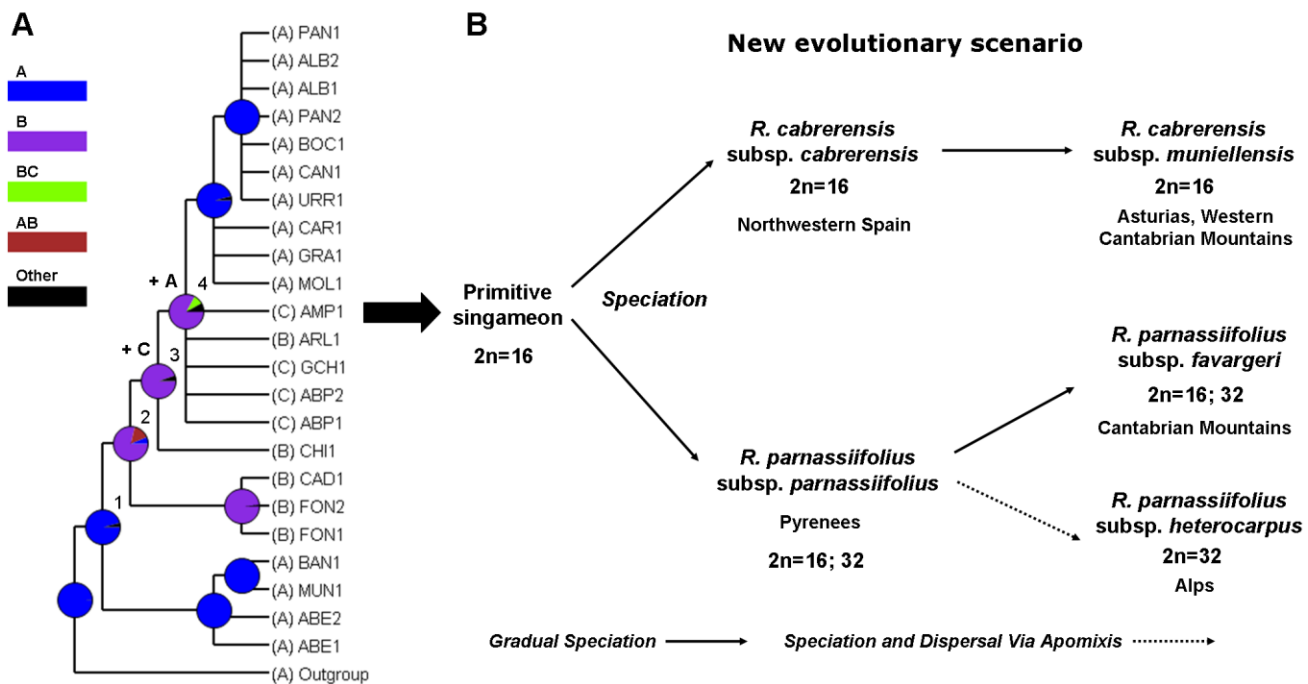 A
A
B
BC
AB
Other
+ A
4
+ C
3
2
1
(A) PAN1
(A) ALB2
(A) ALB1
(A) PAN2
(A) BOC1
(A) CAN1
(A) URR1
(A) CAR1
(A) GRA1
(A) MOL1
(C) AMP1
(B) ARL1
(C) GCH1
(C) ABP2
(C) ABP1
(B) CHI1
(B) CAD1
(B) FON2
(B) FON1
(A) BAN1
(A) MUN1
(A) ABE2
(A) ABE1
(A) Outgroup
B
New evolutionary scenario
Primitive
singameon
2n=16
Speciation
R. cabrerensis
subsp. cabrerensis
2n=16
Northwestern Spain
R. cabrerensis
subsp. muniellensis
2n=16
Asturias, Western
Cantabrian Mountains
R. parnassiifolius
subsp. parnassiifolius
Pyrenees
2n=16; 32
R. parnassiifolius
subsp. favargeri
2n=16; 32
Cantabrian Mountains
R. parnassiifolius
subsp. heterocarpus
2n=32
Alps
Gradual Speciation
Speciation and Dispersal Via Apomixis